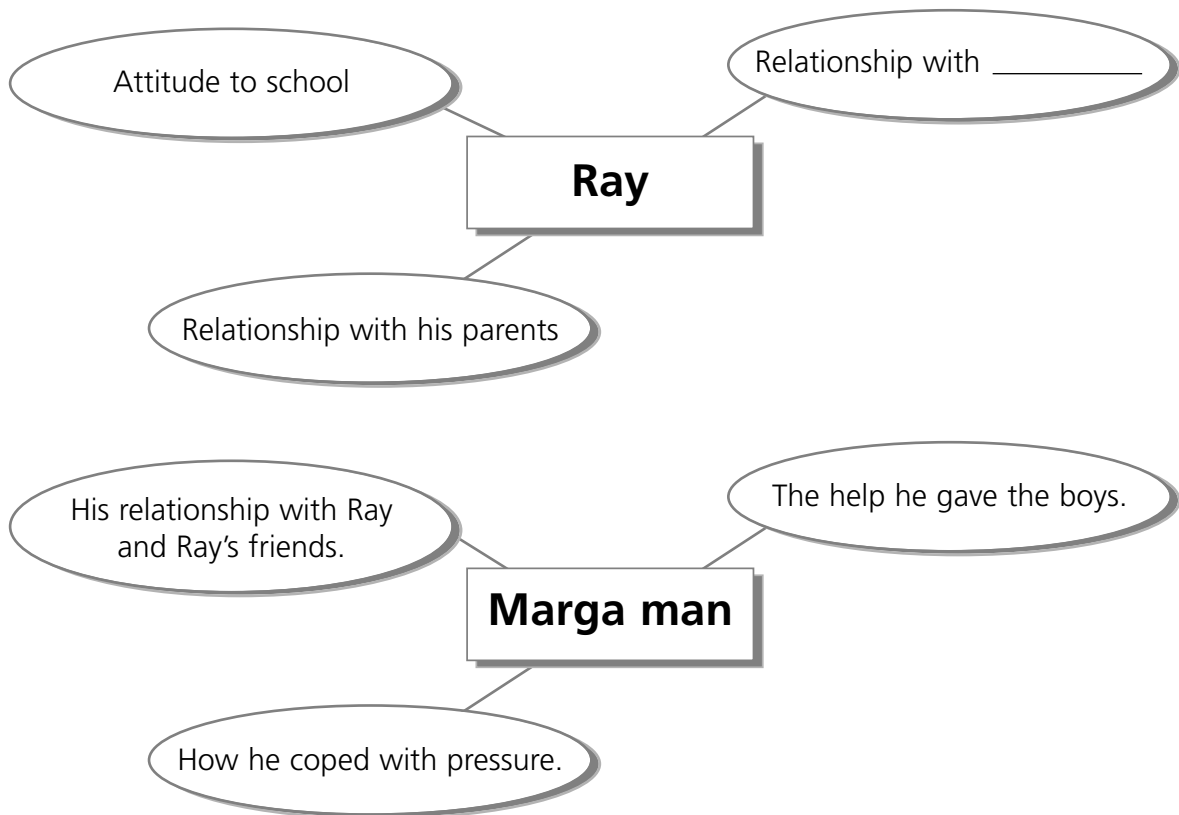 Attitude to school
Relationship with __________
Ray
Relationship with his parents
His relationship with Ray
and Ray’s friends.
The help he gave the boys.
Marga man
How he coped with pressure.